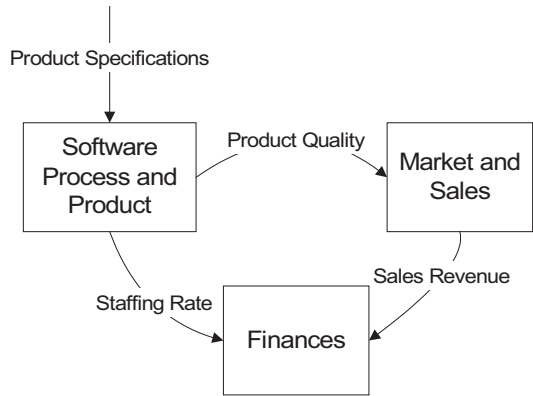 Product Specifications
Software
Process and
Product
Product Quality
Market and
Sales
Staffing Rate
Sales Revenue
Finances